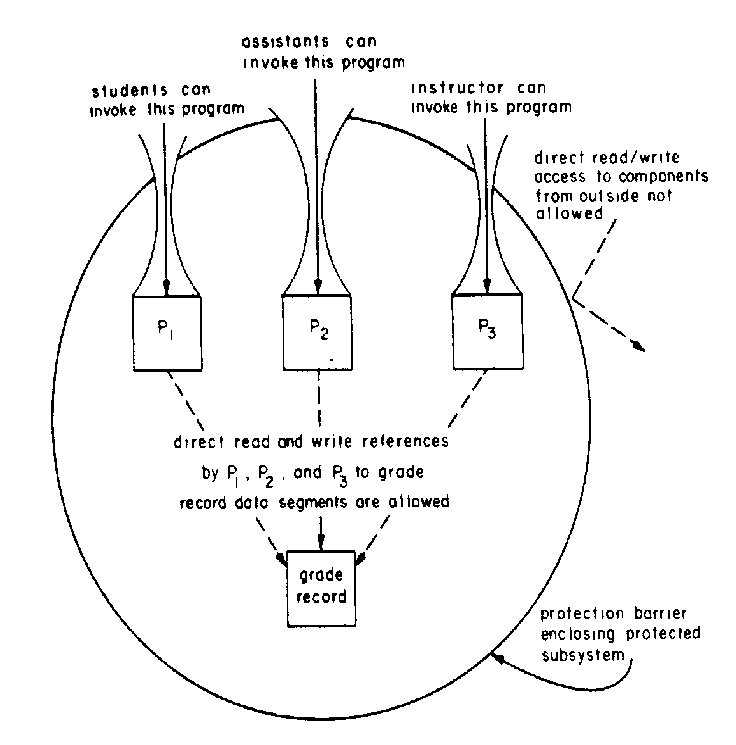 assistants can
invoke this program
students can
invoke this program
instructor can
invoke this program
direct read/write
access to components
from outside not
allowed
P1
P2
P3
direct read and write references
by P1, P2, and P3 to grade
record data segments are allowed
grade
record
protection barrier
enclosing protected
subsystem